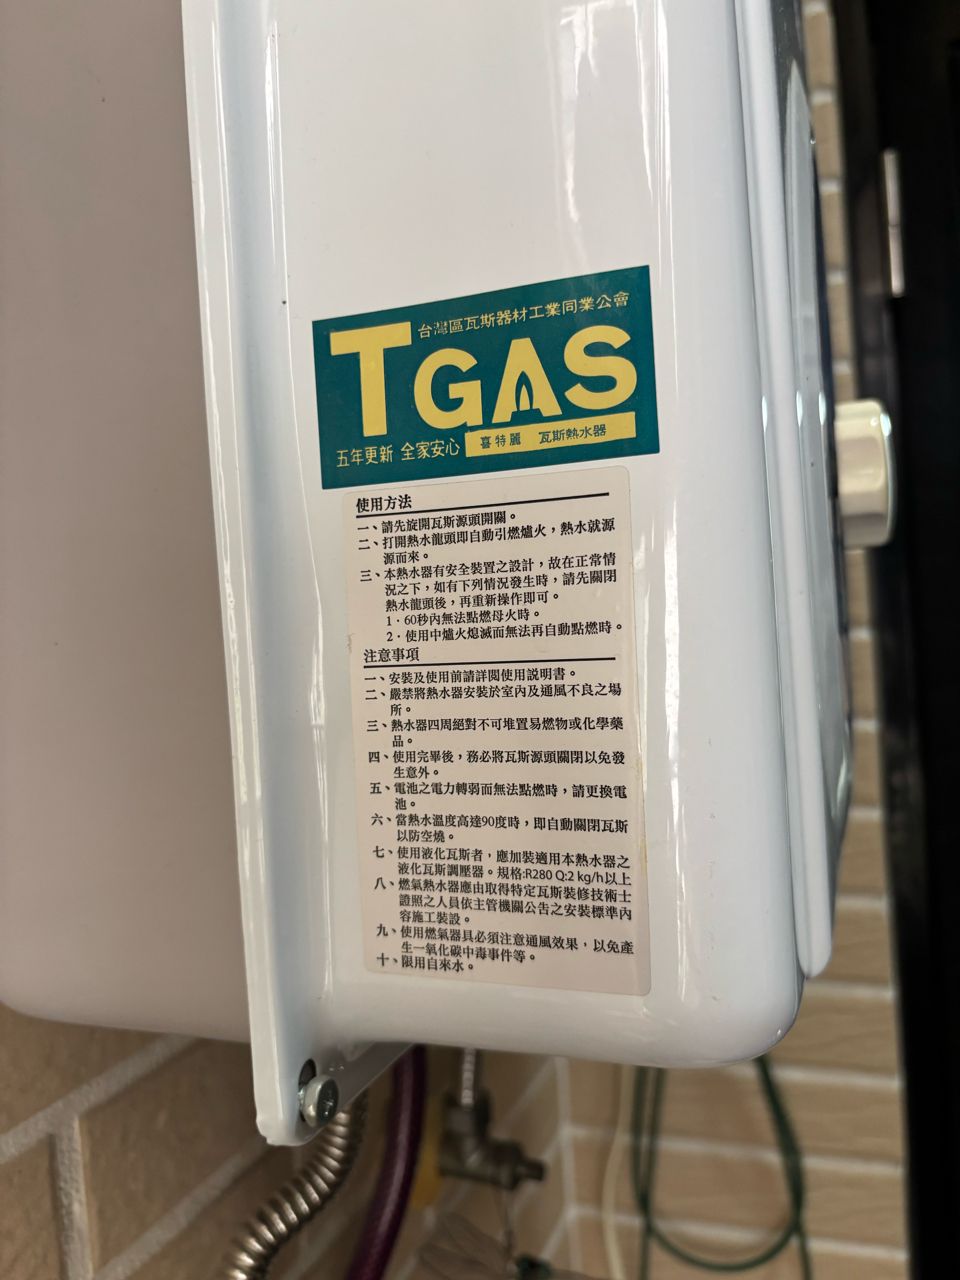 台灣區瓦斯器材工業同業公會
TGAS
五年更新 全家安心
喜特麗 瓦斯熱水器
使用方法
一、請先旋開瓦斯源頭開關。
二、打開熱水龍頭即自動引燃爐火，熱水就源
源而來。
三、本熱水器有安全裝置之設計，故在正常情
況之下，如有下列情況發生時，請先關閉
熱水龍頭後，再重新操作即可。
1．60秒內無法點燃母火時。
2．使用中爐火熄滅而無法再自動點燃時。
注意事項
一、安裝及使用前請詳閱使用說明書。
二、嚴禁將熱水器安裝於室內及通風不良之場
所。
三、熱水器四周絕對不可堆置易燃物或化學藥
品。
四、使用完畢後，務必將瓦斯源頭關閉以免發
生意外。
五、電池之電力轉弱而無法點燃時，請更換電
池。
六、當熱水溫度高達90度時，即自動關閉瓦斯
以防空燒。
七、使用液化瓦斯者，應加裝適用本熱水器之
液化瓦斯調壓器。規格:R280 Q:2 kg/h以上
八、燃氣熱水器應由取得特定瓦斯裝修技術士
證照之人員依主管機關公告之安裝標準內
容施工裝設。
九、使用燃氣器具必須注意通風效果，以免產
生一氧化碳中毒事件等。
十、限用自來水。